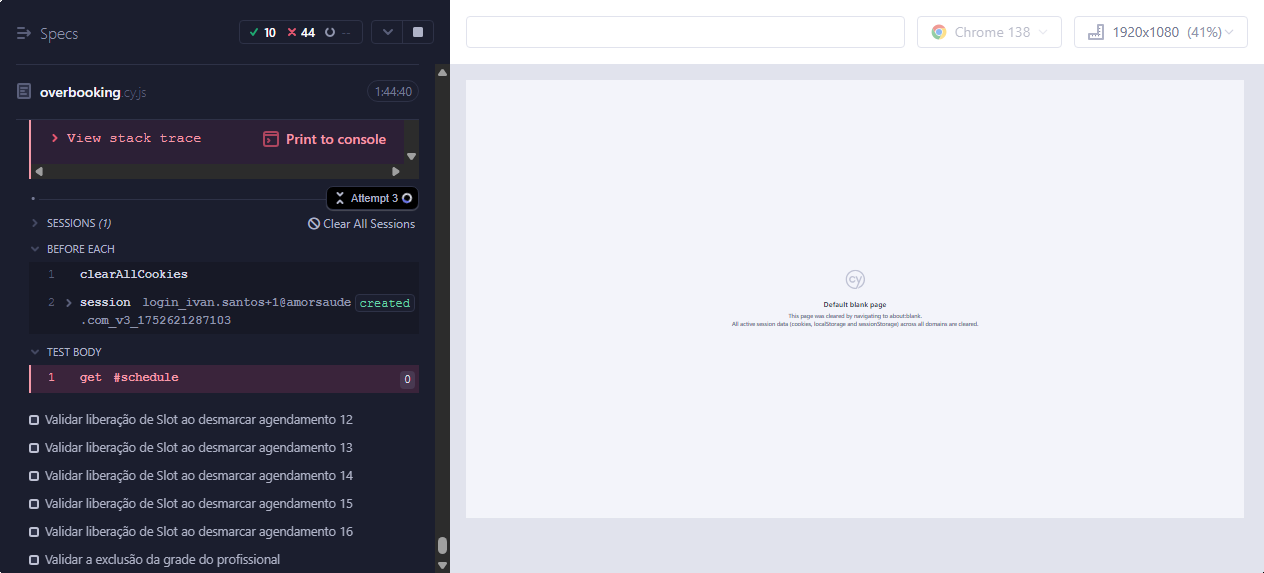 Specs
10 44 --
overbooking.cy.js
1:44:40
View stack trace
Print to console
Attempt 3
SESSIONS (1)
Clear All Sessions
BEFORE EACH
1 clearAllCookies
2 session login_ivan.santos+1@amorsaude created
.com_v3_1752621287103
TEST BODY
1 get #schedule 0
Validar liberação de Slot ao desmarcar agendamento 12
Validar liberação de Slot ao desmarcar agendamento 13
Validar liberação de Slot ao desmarcar agendamento 14
Validar liberação de Slot ao desmarcar agendamento 15
Validar liberação de Slot ao desmarcar agendamento 16
Validar a exclusão da grade do profissional
Chrome 138
1920x1080 (41%)
cy
Default blank page
This page was cleared by navigating to about:blank.
All active session data (cookies, localStorage and sessionStorage) across all domains are cleared.